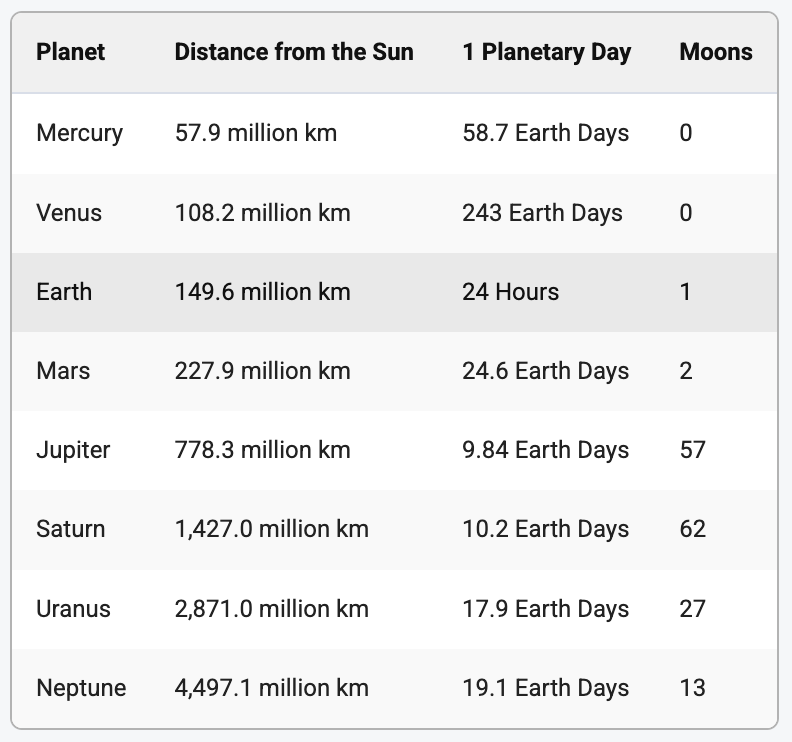 Planet Distance from the Sun 1 Planetary Day Moons
Mercury 57.9 million km 58.7 Earth Days 0
Venus 108.2 million km 243 Earth Days 0
Earth 149.6 million km 24 Hours 1
Mars 227.9 million km 24.6 Earth Days 2
Jupiter 778.3 million km 9.84 Earth Days 57
Saturn 1,427.0 million km 10.2 Earth Days 62
Uranus 2,871.0 million km 17.9 Earth Days 27
Neptune 4,497.1 million km 19.1 Earth Days 13